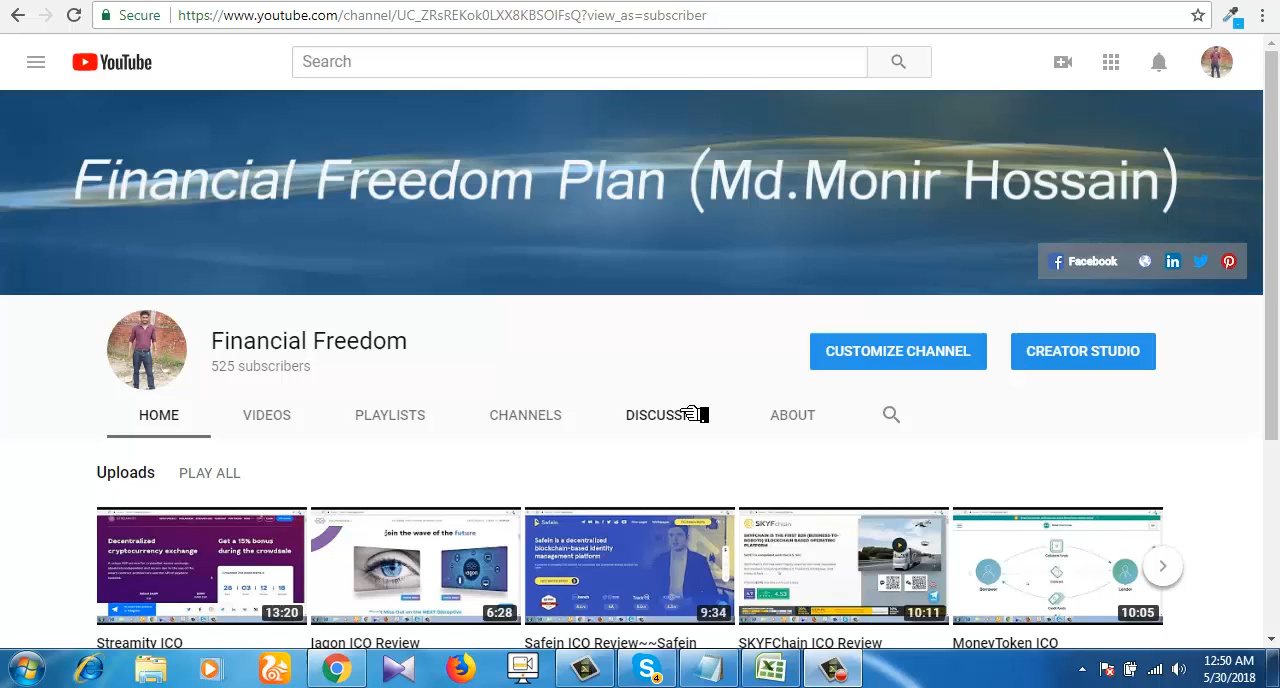 Secure https://www.youtube.com/channel/UC_ZRsREKok0LXX8KBSOlFsQ?view_as=subscriber
YouTube
Search
Financial Freedom Plan (Md.Monir Hossain)
Facebook
Financial Freedom
525 subscribers
CUSTOMIZE CHANNEL
CREATOR STUDIO
HOME VIDEOS PLAYLISTS CHANNELS ABOUT
Uploads PLAY ALL
Decentralized
cryptocurrency exchange
Get a 15% bonus
during the crowdsale
13:20
Join the wave of the future
6:28
Safein.
Safein is a decentralized
blockchain-based identity
management platform
9:34
SKYFchain
10:11
10:05
Streamity ICO
Jagoo ICO Review
Safein ICO Review~~Safein
SKYFChain ICO Review
MoneyToken ICO
4
12:50 AM
5/30/2018